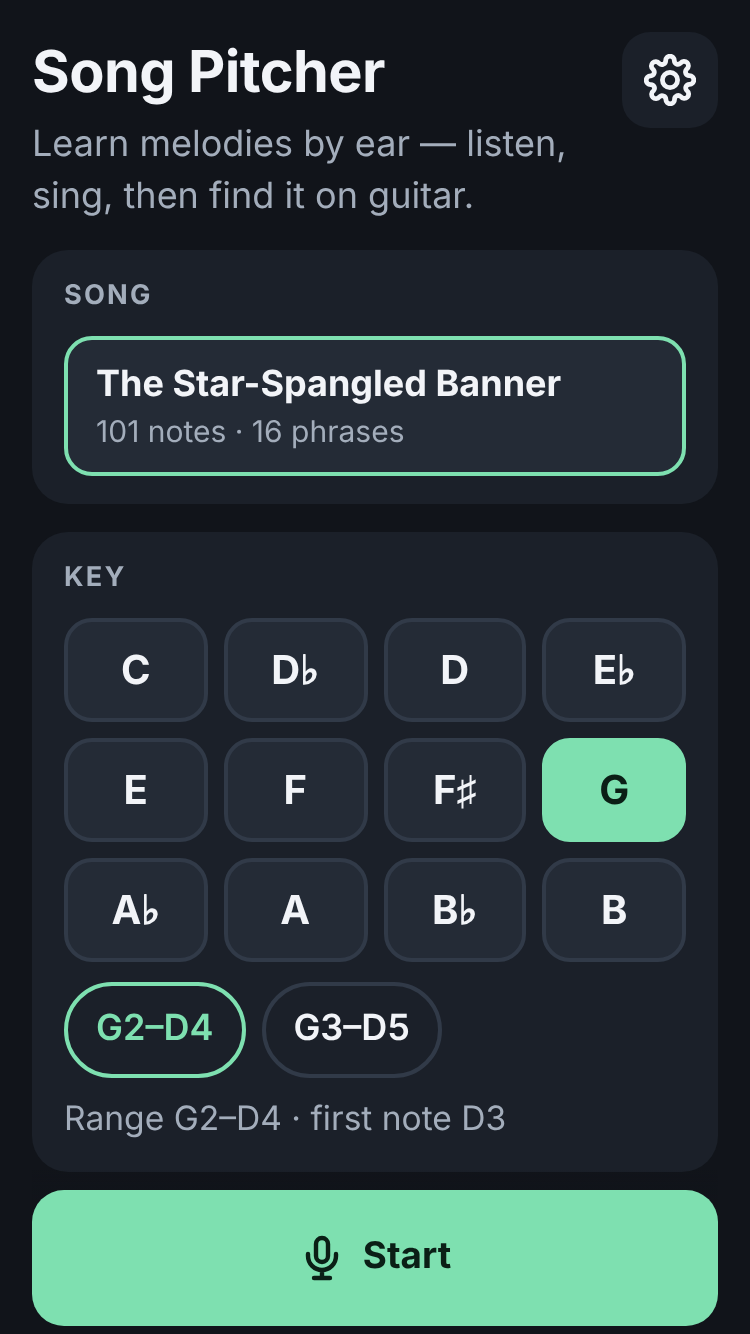 Song Pitcher
Learn melodies by ear — listen,
sing, then find it on guitar.
SONG
The Star-Spangled Banner
101 notes · 16 phrases
KEY
C
D♭
D
E♭
E
F
F♯
G
A♭
A
B♭
B
G2–D4
G3–D5
Range G2–D4 · first note D3
Start